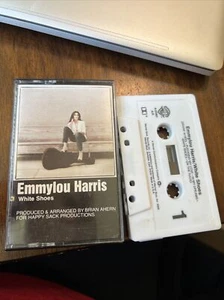 Emmylou Harris
White Shoes
PRODUCED & ARRANGED BY BRIAN AHERN
FOR HAPPY SACK PRODUCTIONS
Emmylou Harris/White Shoes
1